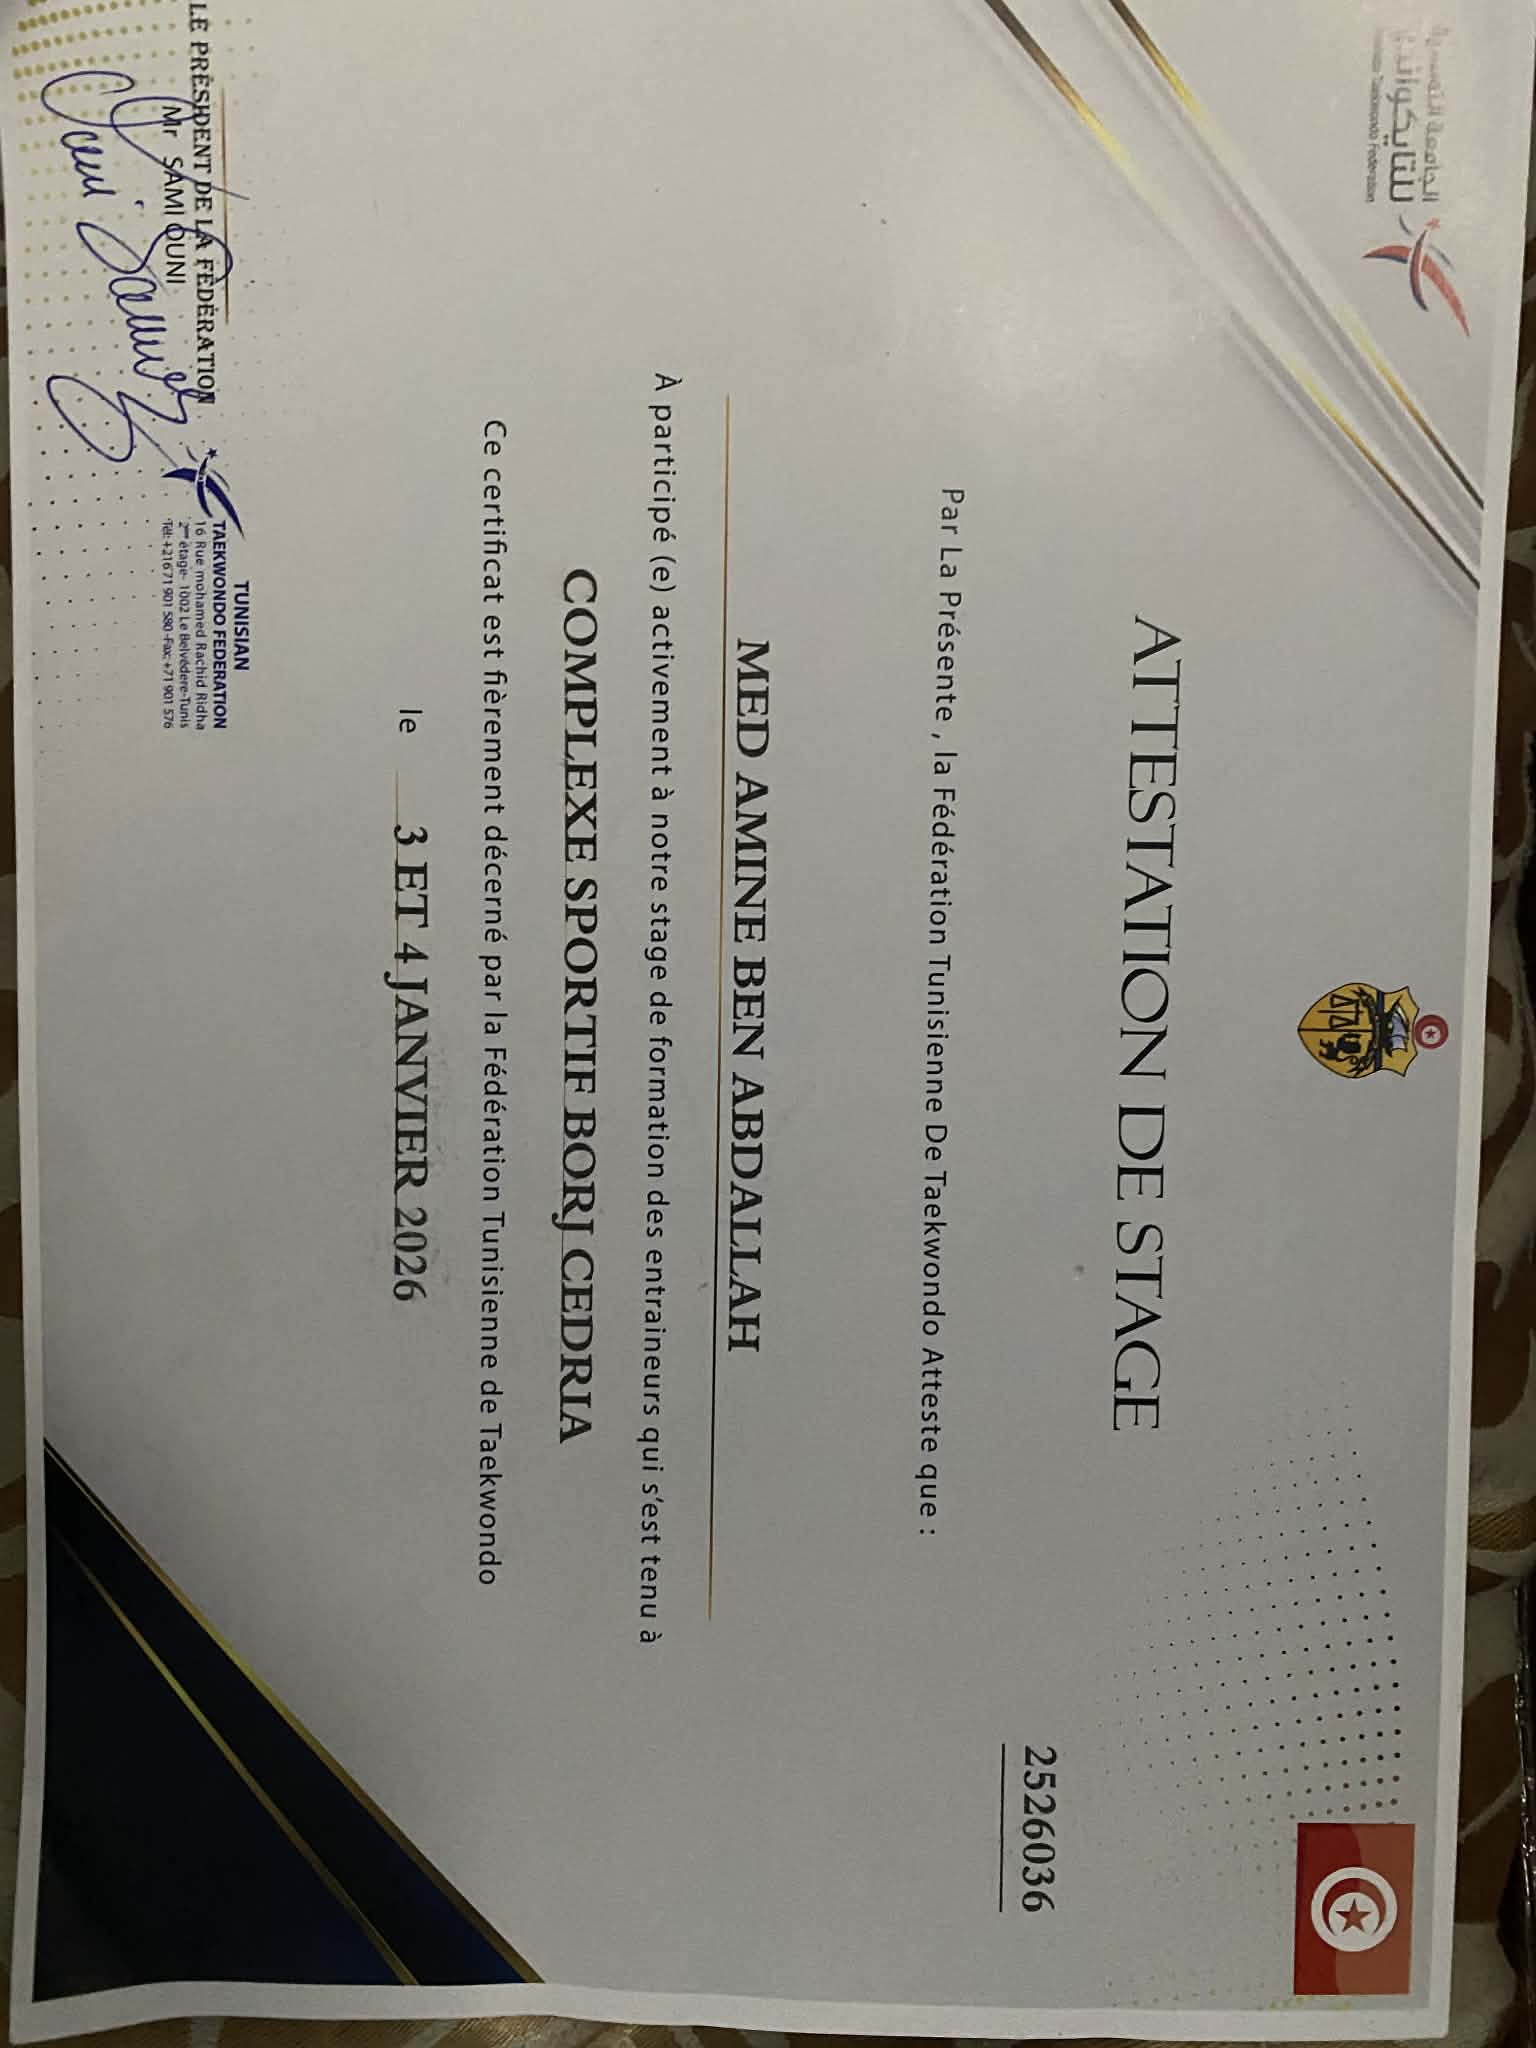 الجامعة التونسية
للتايكواندو
Tunisian Taekwondo Federation
ATTESTATION DE STAGE
2526036
Par La Présente , la Fédération Tunisienne De Taekwondo Atteste que :
MED AMINE BEN ABDALLAH
À participé (e) activement à notre stage de formation des entraineurs qui s’est tenu à
COMPLEXE SPORTIF BORJ CEDRIA
Ce certificat est fièrement décerné par la Fédération Tunisienne de Taekwondo
le 3 ET 4 JANVIER 2026
LE PRÉSIDENT DE LA FÉDÉRATION
Mr SAMI OUNI
TUNISIAN
TAEKWONDO FEDERATION
16 Rue mohamed Rachid Ridha
2ème étage- 1002 Le Belvédere-Tunis
Tél: +216 71 901 580 -Fax: +71 901 576